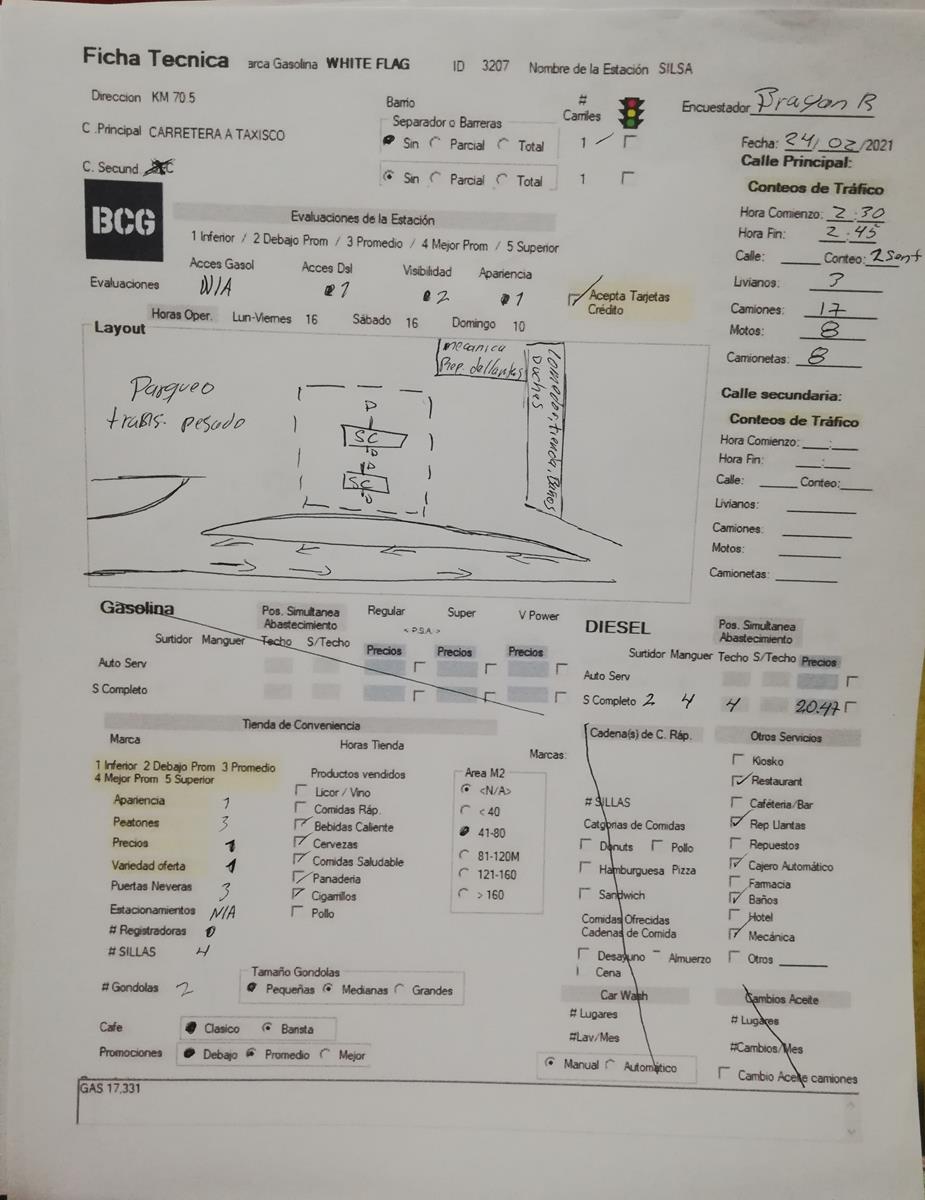 Ficha Tecnica arca Gasolina WHITE FLAG ID 3207 Nombre de la Estación SILSA
Direccion KM 70.5 Barrio # Carriles Encuestador Brayan R
C .Principal CARRETERA A TAXISCO Separador o Barreras
Sin Parcial Total 1
Fecha: 24/02/2021
C. Secund
Sin Parcial Total 1
Calle Principal:
Conteos de Tráfico
BCG
Evaluaciones de la Estación
1 Inferior / 2 Debajo Prom / 3 Promedio / 4 Mejor Prom / 5 Superior
Hora Comienzo: 2:30
Hora Fin: 2:45
Calle: Conteo: 2 Sent
Livianos: 3
Camiones: 17
Motos: 8
Camionetas: 8
Acces Gasol Acces Dsl Visibilidad Apariencia
Evaluaciones N/A 1 2 1
Acepta Tarjetas
Crédito
Horas Oper. Lun-Viernes 16 Sábado 16 Domingo 10
Layout
mecanica
Rep. de llantas
Comedor, tienda, Baños
Duches
Parqueo
trans. pesado
SC
SC
Calle secundaria:
Conteos de Tráfico
Hora Comienzo: :
Hora Fin: :
Calle: Conteo:
Livianos:
Camiones:
Motos:
Camionetas:
Gasolina Pos. Simultanea Abastecimiento Regular Super V Power
< P.S.A. >
Surtidor Manguer Techo S/Techo Precios Precios Precios
Auto Serv
S Completo
DIESEL Pos. Simultanea Abastecimiento
Surtidor Manguer Techo S/Techo Precios
Auto Serv
S Completo 2 4 4 20.47
Tienda de Conveniencia
Marca Horas Tienda Marcas:
1 Inferior 2 Debajo Prom 3 Promedio
4 Mejor Prom 5 Superior
Apariencia 1
Peatones 3
Precios 1
Variedad oferta 1
Puertas Neveras 3
Estacionamientos N/A
# Registradoras 0
# SILLAS 4
Productos vendidos
Licor / Vino
Comidas Ráp.
Bebidas Caliente
Cervezas
Comidas Saludable
Panaderia
Cigarrillos
Pollo
Area M2
<N/A>
< 40
41-80
81-120M
121-160
> 160
Cadena(s) de C. Ráp.
# SILLAS
Catgorias de Comidas
Donuts Pollo
Hamburguesa Pizza
Sandwich
Comidas Ofrecidas
Cadenas de Comida
Desayuno Almuerzo
Cena
Otros Servicios
Kiosko
Restaurant
Caféteria/Bar
Rep Llantas
Repuestos
Cajero Automático
Farmacia
Baños
Hotel
Mecánica
Otros
Tamaño Gondolas
# Gondolas 2 Pequeñas Medianas Grandes
Cafe Clasico Barista
Promociones Debajo Promedio Mejor
Car Wash
# Lugares
#Lav/Mes
Manual Automático
Cambios Aceite
# Lugares
#Cambios/Mes
Cambio Aceite camiones
GAS 17,331